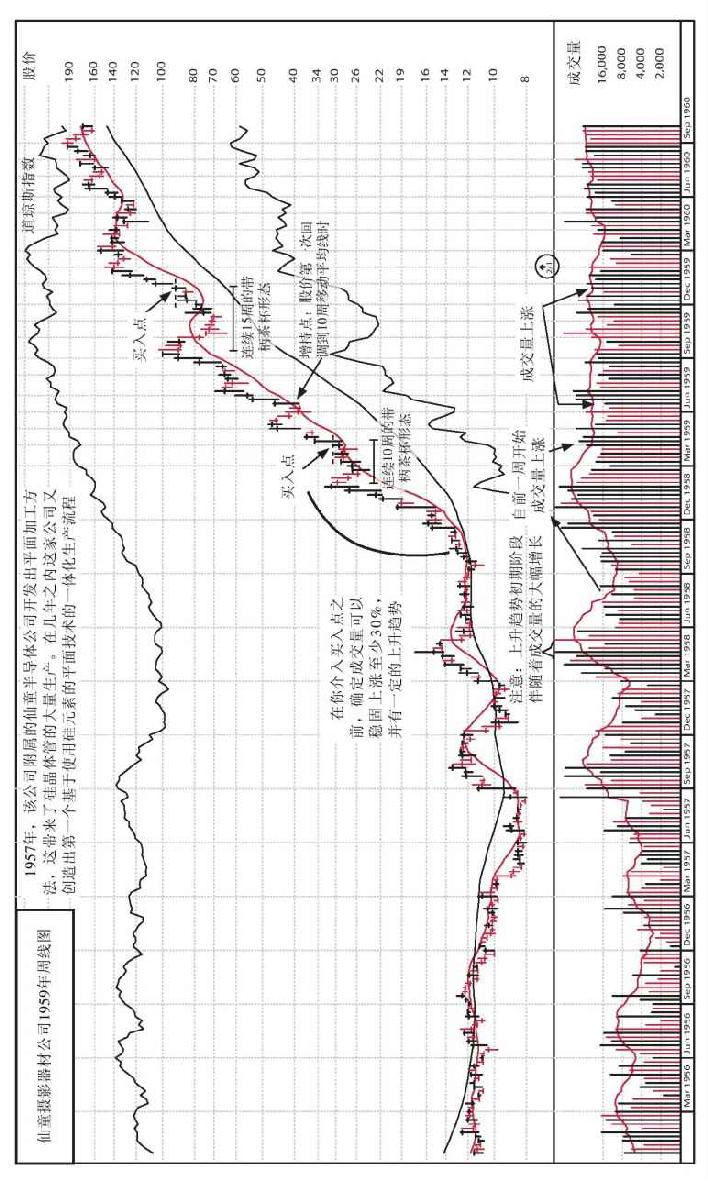 仙童摄影器材公司1959年周线图
1957年，该公司附属的仙童半导体公司开发出平面加工方
法，这带来了硅晶体管的大量生产。在几年之内这家公司又
创造出第一个基于使用硅元素的平面技术的一体化生产流程
道琼斯指数
股价
190
160
140
120
100
80
70
60
50
40
34
30
26
22
19
16
14
12
10
8
买入点
连续15周的带
柄茶杯形态
增持点：股价第一次回
调到10周移动平均线时
买入点
连续10周的带
柄茶杯形态
在你介入买入点之
前，确定成交量可以
稳固上涨至少30%，
并有一定的上升趋势
注意：上升趋势初期阶段
伴随着成交量的大幅增长
自前一周开始
成交量上涨
成交量上涨
2/1
成交量
16,000
8,000
4,000
2,000
Mar 1956
Jun 1956
Sep 1956
Dec 1956
Mar 1957
Jun 1957
Sep 1957
Dec 1957
Mar 1958
Jun 1958
Sep 1958
Dec 1958
Mar 1959
Jun 1959
Sep 1959
Dec 1959
Mar 1960
Jun 1960
Sep 1960